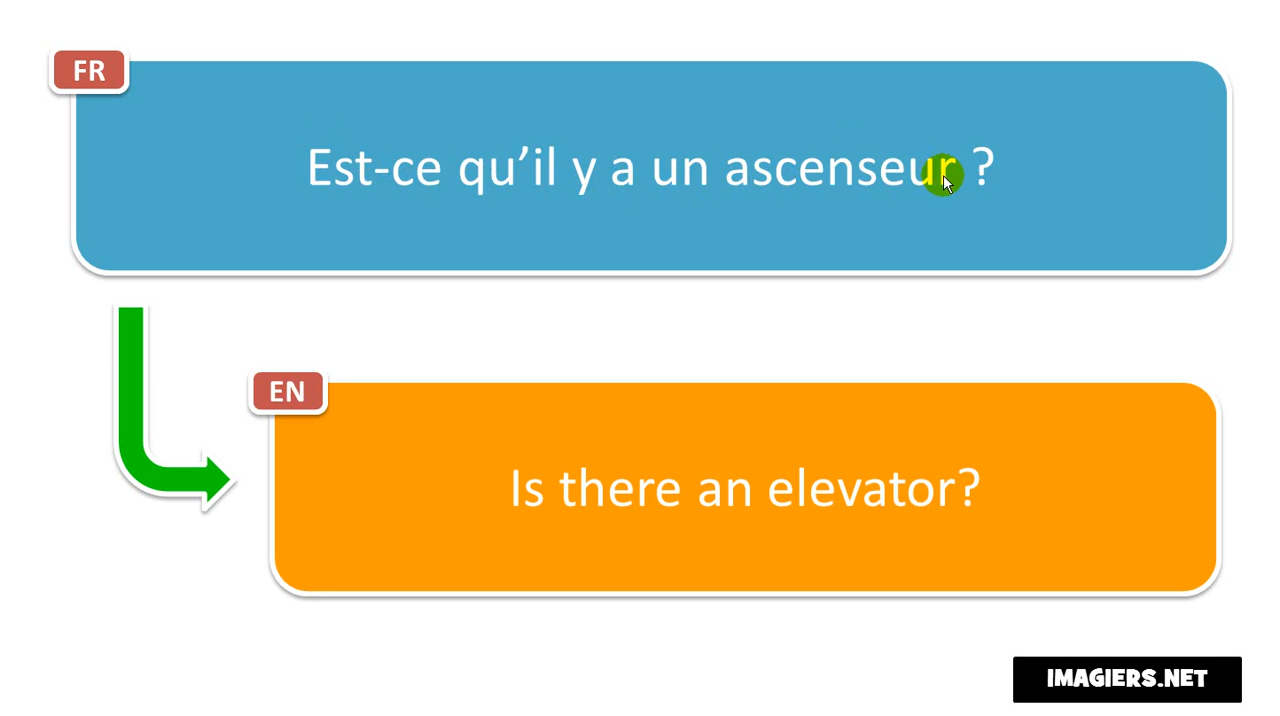 FR
Est-ce qu’il y a un ascenseur ?
EN
Is there an elevator?
IMAGIERS.NET